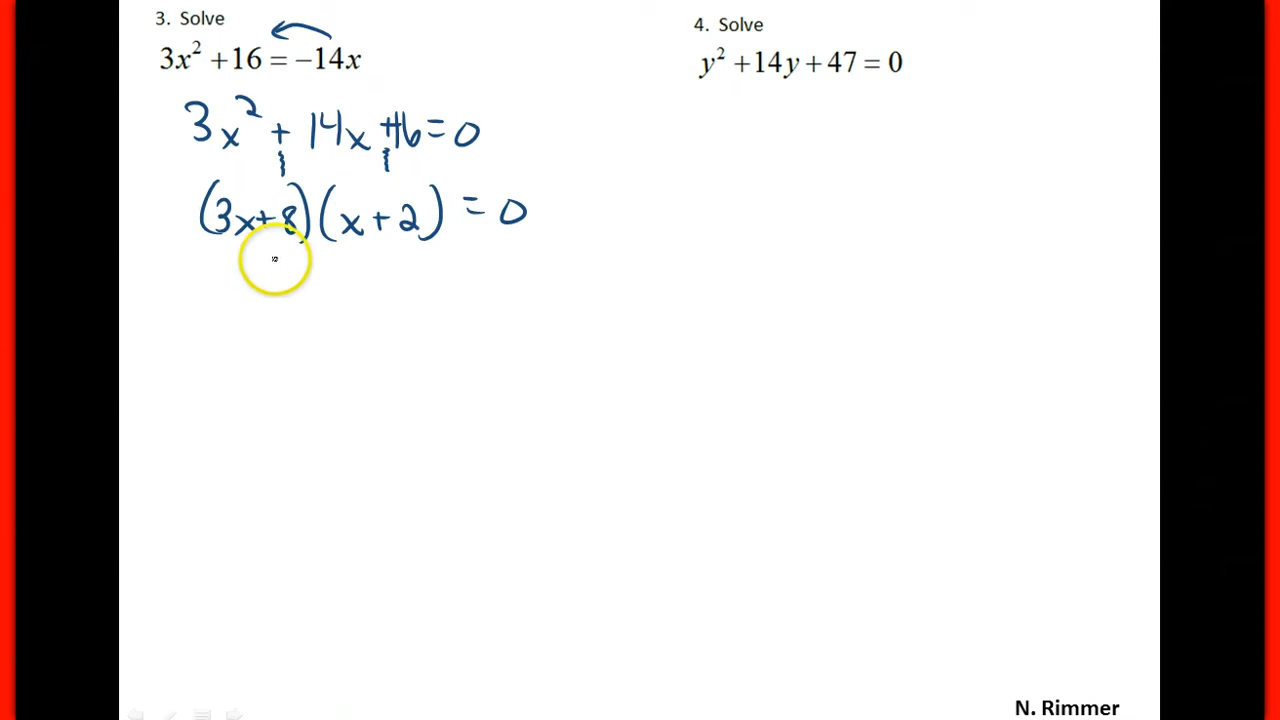 3. Solve
3x² + 16 = −14x
3x² + 14x + 16 = 0
(3x+8)(x+2) = 0
4. Solve
y² + 14y + 47 = 0
N. Rimmer